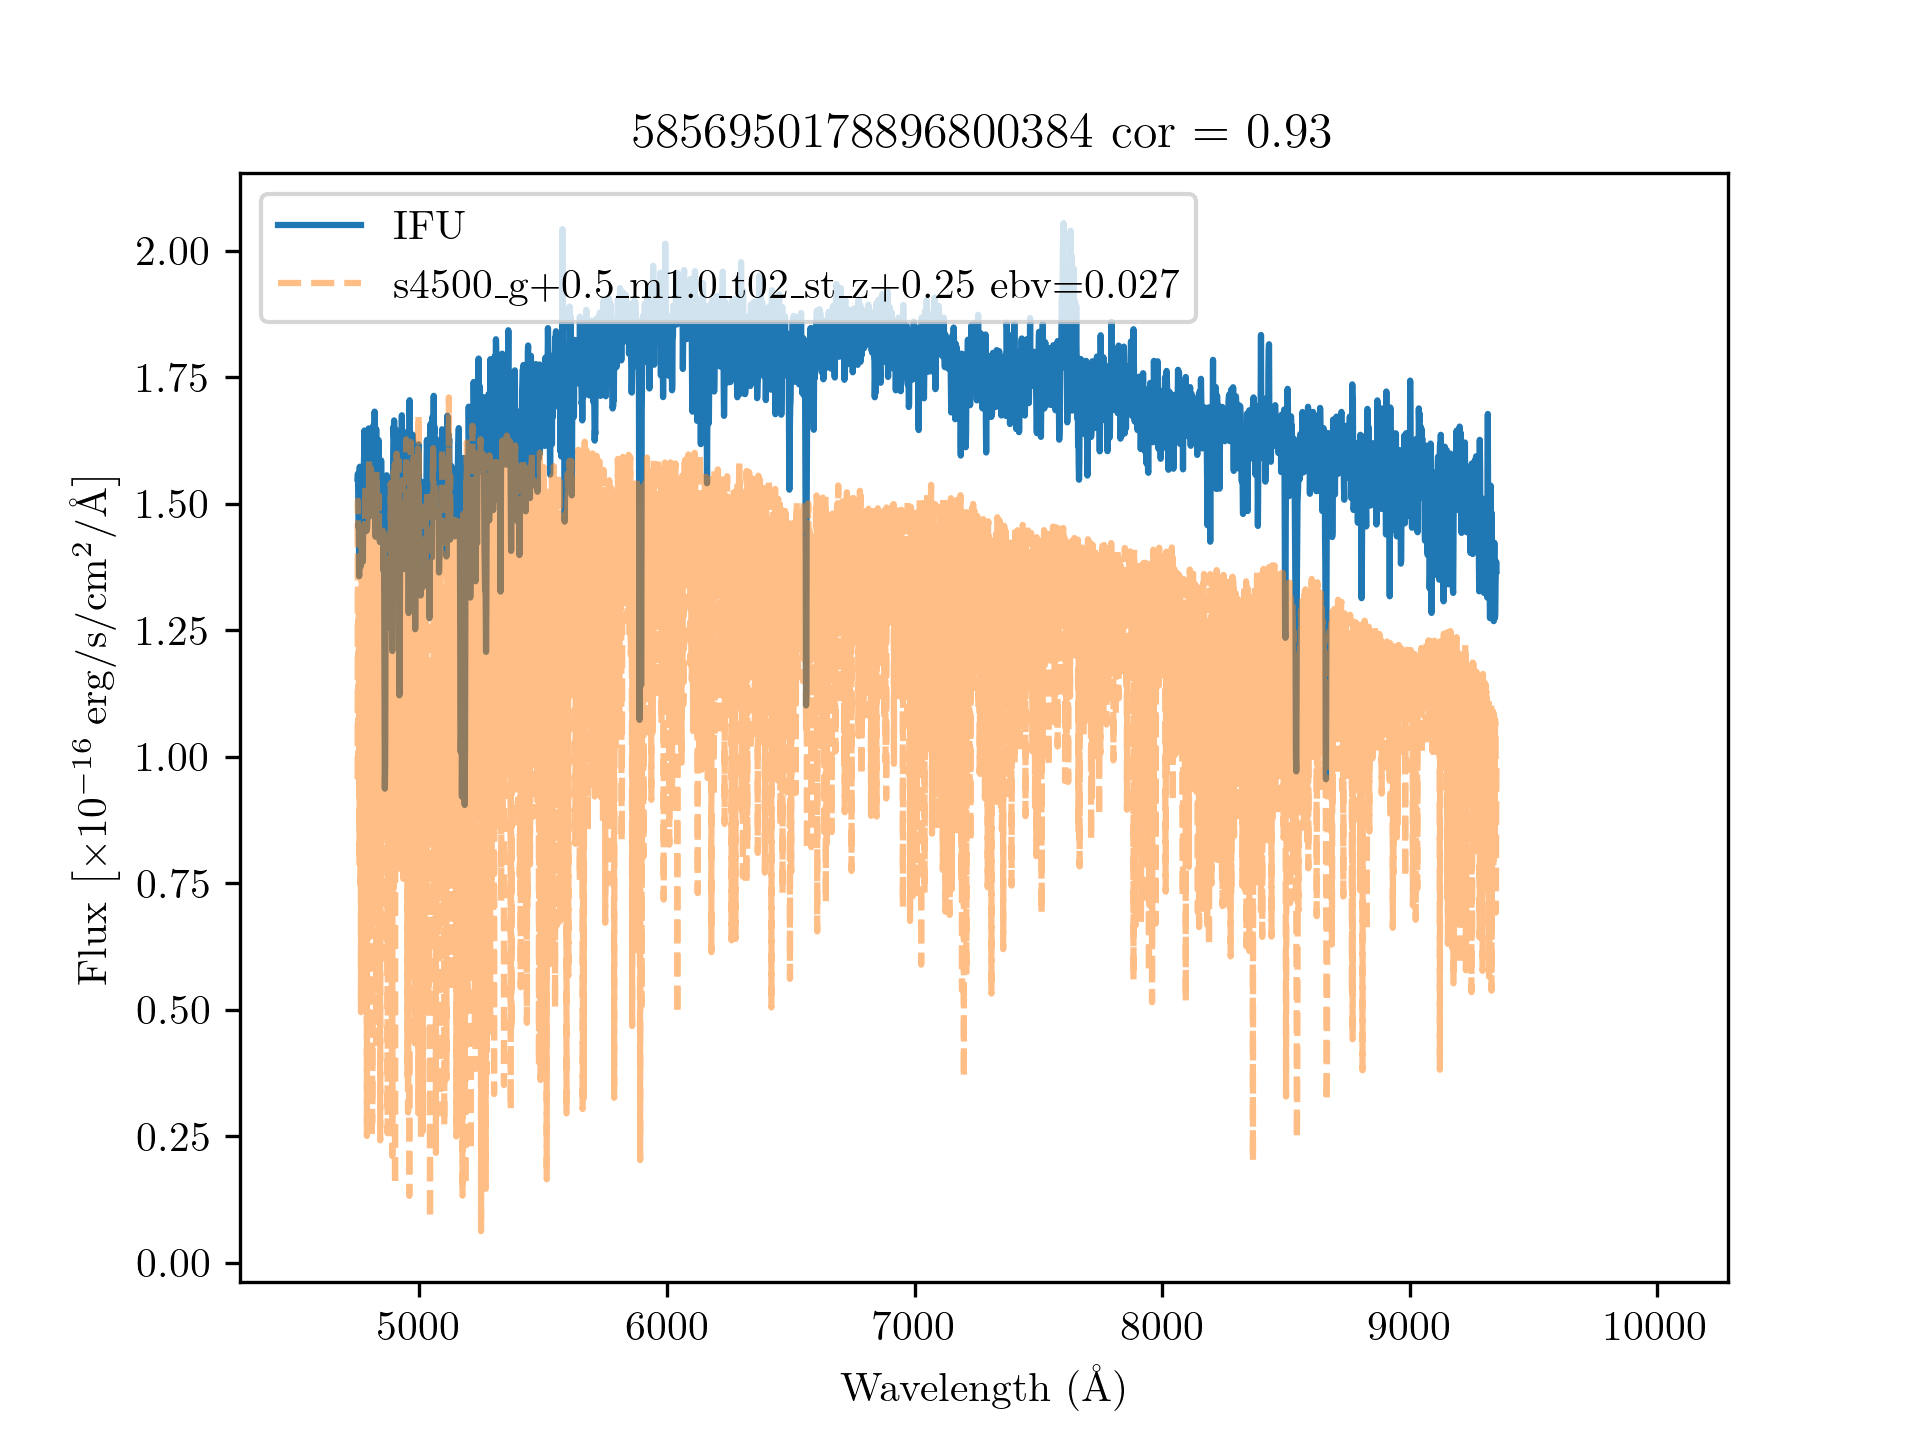 5856950178896800384 cor = 0.93
IFU
s4500_g+0.5_m1.0_t02_st_z+0.25 ebv=0.027
Flux [×10⁻¹⁶ erg/s/cm²/Å]
2.00
1.75
1.50
1.25
1.00
0.75
0.50
0.25
0.00
5000 6000 7000 8000 9000 10000
Wavelength (Å)